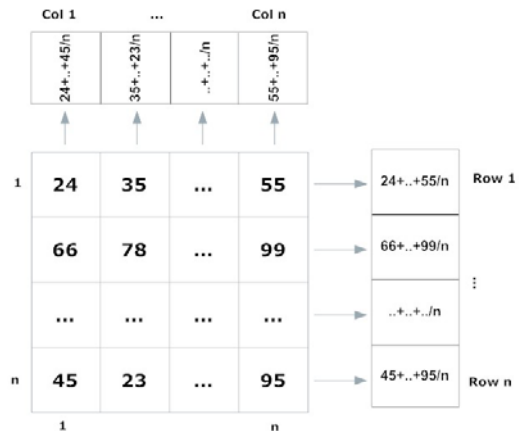 Col 1 ... Col n
24+..+45/n 35+..+23/n ..+..+../n 55+..+95/n
1 24 35 ... 55 24+..+55/n Row 1
66 78 ... 99 66+..+99/n ...
... ... ... ... ..+..+../n
n 45 23 ... 95 45+..+95/n Row n
1 n